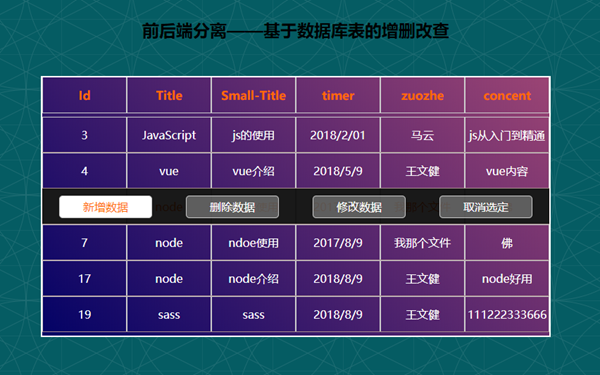 前后端分离——基于数据库表的增删改查
Id Title Small-Title timer zuozhe concent
3 JavaScript js的使用 2018/2/01 马云 js从入门到精通
4 vue vue介绍 2018/5/9 王文健 vue内容
新增数据 删除数据 修改数据 取消选定
7 node ndoe使用 2017/8/9 我那个文件 佛
17 node node介绍 2018/8/9 王文健 node好用
19 sass sass 2018/8/9 王文健 111222333666